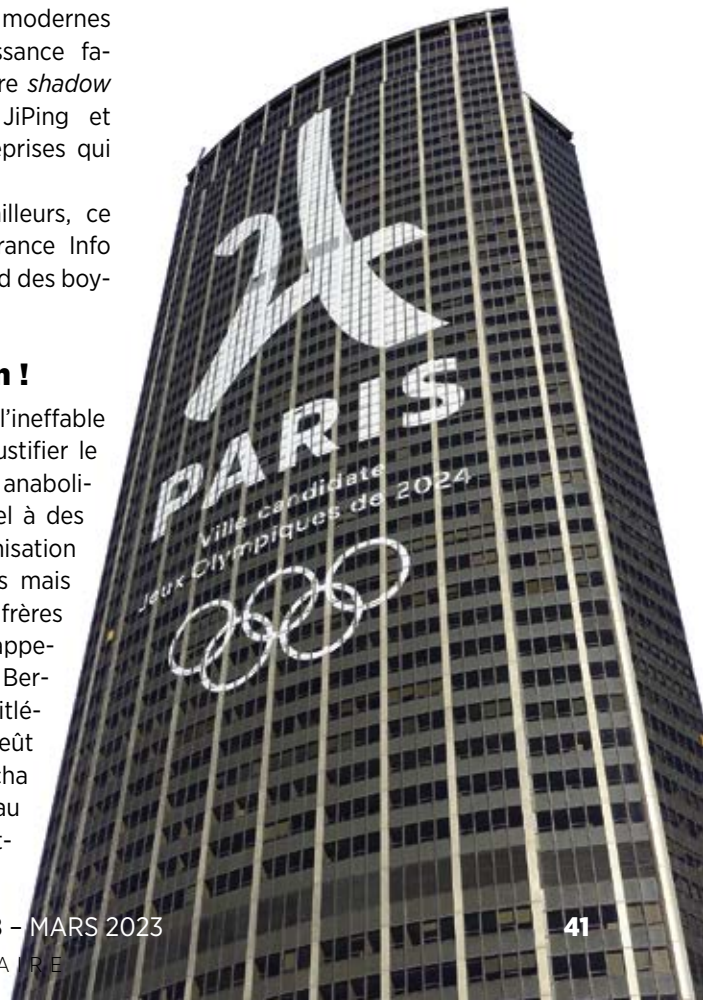 modernes
ssance fa-
re shadow
JiPing et
eprises qui
illeurs, ce
rance Info
d des boy-
n !
l’ineffable
ustifier le
anaboli-
el à des
nisation
s mais
frères
appe-
Ber-
itlé-
eût
cha
au
t-
PARIS
Ville candidate
Jeux Olympiques de 2024
3 – MARS 2023
41
AIRE